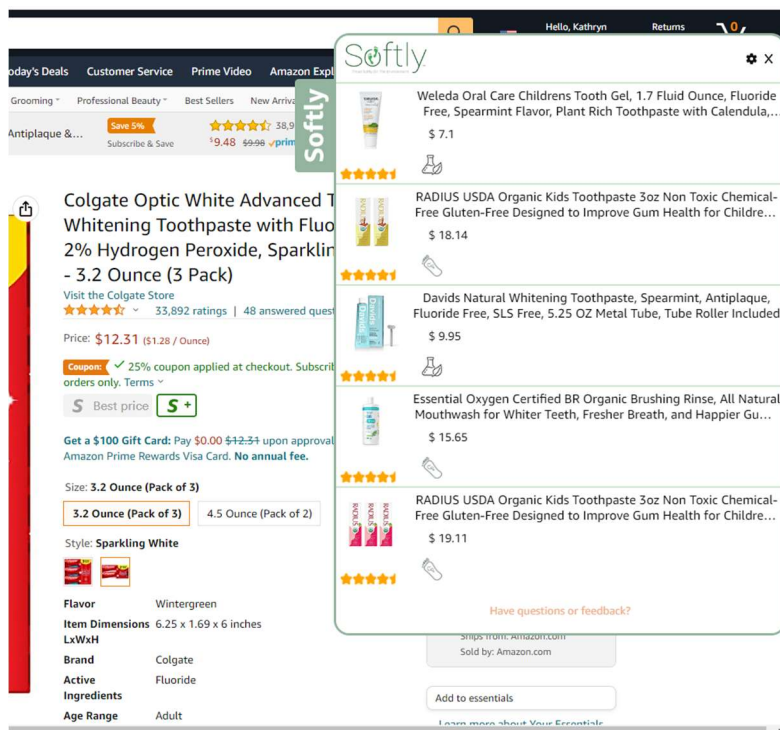 0
Hello, Kathryn
Returns
oday's Deals Customer Service Prime Video Amazon Expl
Grooming Professional Beauty Best Sellers New Arriva
Antiplaque &...
Save 5%
Subscribe & Save
38,9
$9.48 $9.98 prim
Softly
Softly
X
Weleda Oral Care Childrens Tooth Gel, 1.7 Fluid Ounce, Fluoride
Free, Spearmint Flavor, Plant Rich Toothpaste with Calendula,...
$ 7.1
RADIUS USDA Organic Kids Toothpaste 3oz Non Toxic Chemical-
Free Gluten-Free Designed to Improve Gum Health for Childre...
$ 18.14
Davids Natural Whitening Toothpaste, Spearmint, Antiplaque,
Fluoride Free, SLS Free, 5.25 OZ Metal Tube, Tube Roller Included
$ 9.95
Essential Oxygen Certified BR Organic Brushing Rinse, All Natural
Mouthwash for Whiter Teeth, Fresher Breath, and Happier Gu...
$ 15.65
RADIUS USDA Organic Kids Toothpaste 3oz Non Toxic Chemical-
Free Gluten-Free Designed to Improve Gum Health for Childre...
$ 19.11
Have questions or feedback?
Colgate Optic White Advanced T
Whitening Toothpaste with Fluo
2% Hydrogen Peroxide, Sparklin
- 3.2 Ounce (3 Pack)
Visit the Colgate Store
33,892 ratings | 48 answered quest
Price: $12.31 ($1.28 / Ounce)
Coupon: 25% coupon applied at checkout. Subscri
orders only. Terms
S Best price S +
Get a $100 Gift Card: Pay $0.00 $12.31 upon approval
Amazon Prime Rewards Visa Card. No annual fee.
Size: 3.2 Ounce (Pack of 3)
3.2 Ounce (Pack of 3) 4.5 Ounce (Pack of 2)
Style: Sparkling White
Flavor Wintergreen
Item Dimensions 6.25 x 1.69 x 6 inches
LxWxH
Brand Colgate
Active Fluoride
Ingredients
Age Range Adult
Ships from: Amazon.com
Sold by: Amazon.com
Add to essentials
Learn more about Your Essentials